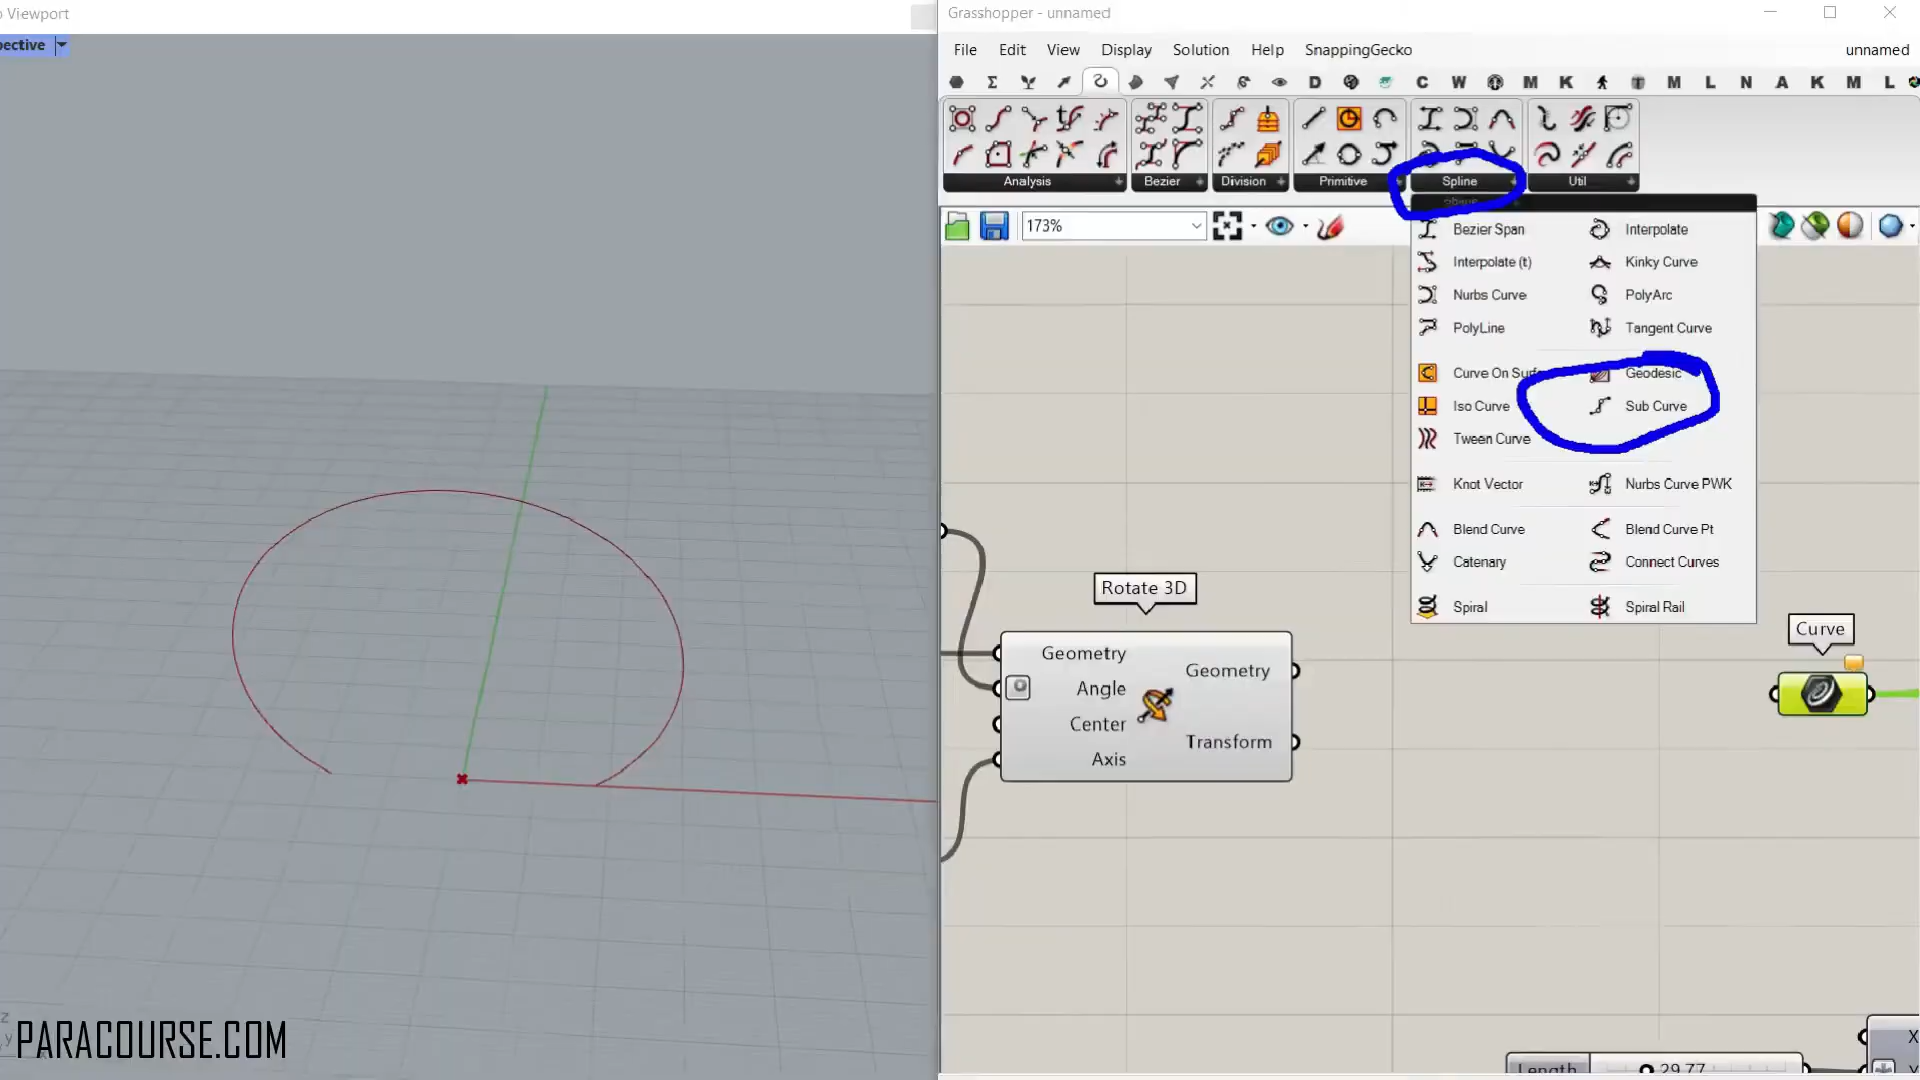 o Viewport
Grasshopper - unnamed
pective
File Edit View Display Solution Help SnappingGecko unnamed
D C W M K M L N A K M L
Analysis Bezier Division Primitive Spline Util
173%
Bezier Span Interpolate
Interpolate (t) Kinky Curve
Nurbs Curve PolyArc
PolyLine Tangent Curve
Curve On Surf Geodesic
Iso Curve Sub Curve
Tween Curve
Knot Vector Nurbs Curve PWK
Blend Curve Blend Curve Pt
Catenary Connect Curves
Spiral Spiral Rail
Rotate 3D
Curve
Geometry
Geometry
Angle
Center
Transform
Axis
z
y
x
PARACOURSE.COM
X
Length 29.77